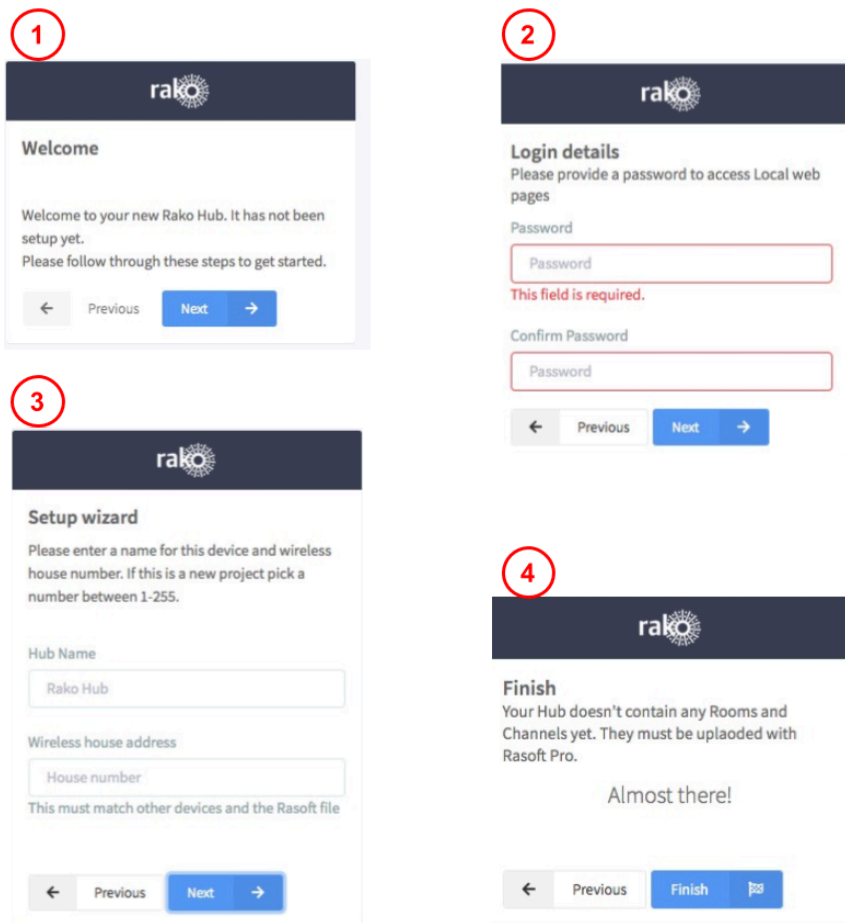 1
rako
Welcome
Welcome to your new Rako Hub. It has not been
setup yet.
Please follow through these steps to get started.
Previous
Next
2
rako
Login details
Please provide a password to access Local web
pages
Password
Password
This field is required.
Confirm Password
Password
Previous
Next
3
rako
Setup wizard
Please enter a name for this device and wireless
house number. If this is a new project pick a
number between 1-255.
Hub Name
Rako Hub
Wireless house address
House number
This must match other devices and the Rasoft file
Previous
Next
4
rako
Finish
Your Hub doesn't contain any Rooms and
Channels yet. They must be uplaoded with
Rasoft Pro.
Almost there!
Previous
Finish